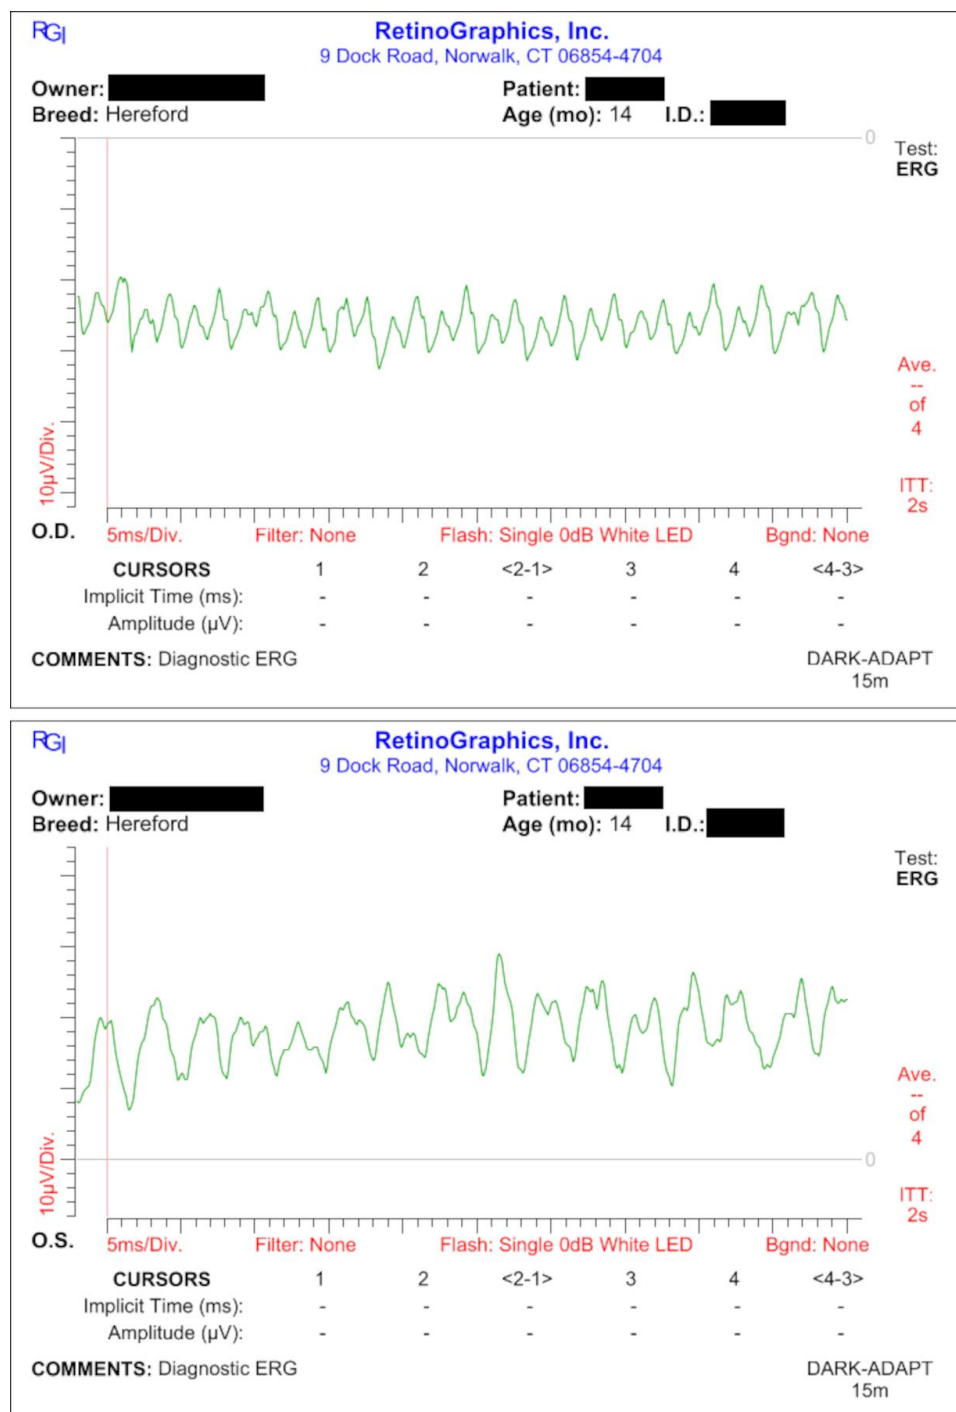 RGI
RetinoGraphics, Inc.
9 Dock Road, Norwalk, CT 06854-4704
Owner: Patient:
Breed: Hereford Age (mo): 14 I.D.:
0
Test:
ERG
Ave.
--
of
4
10µV/Div.
ITT:
2s
O.D. 5ms/Div. Filter: None Flash: Single 0dB White LED Bgnd: None
CURSORS 1 2 <2-1> 3 4 <4-3>
Implicit Time (ms): - - - - - -
Amplitude (µV): - - - - - -
COMMENTS: Diagnostic ERG DARK-ADAPT
15m
RGI
RetinoGraphics, Inc.
9 Dock Road, Norwalk, CT 06854-4704
Owner: Patient:
Breed: Hereford Age (mo): 14 I.D.:
Test:
ERG
Ave.
--
of
4
10µV/Div.
0
ITT:
2s
O.S. 5ms/Div. Filter: None Flash: Single 0dB White LED Bgnd: None
CURSORS 1 2 <2-1> 3 4 <4-3>
Implicit Time (ms): - - - - - -
Amplitude (µV): - - - - - -
COMMENTS: Diagnostic ERG DARK-ADAPT
15m